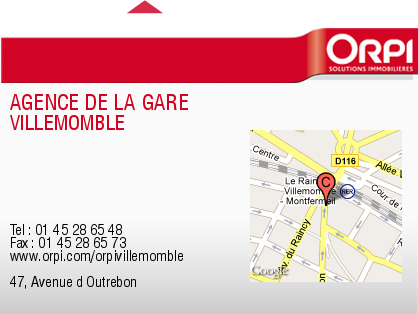 ORPI
SOLUTIONS IMMOBILIÈRES
AGENCE DE LA GARE
VILLEMOMBLE
D116
Centre
Allée
Le Rain
Villemomble
- Montfermeil
C
RER
Cour de
. du Raincy
Google
Tel : 01 45 28 65 48
Fax : 01 45 28 65 73
www.orpi.com/orpivillemomble
47, Avenue d Outrebon